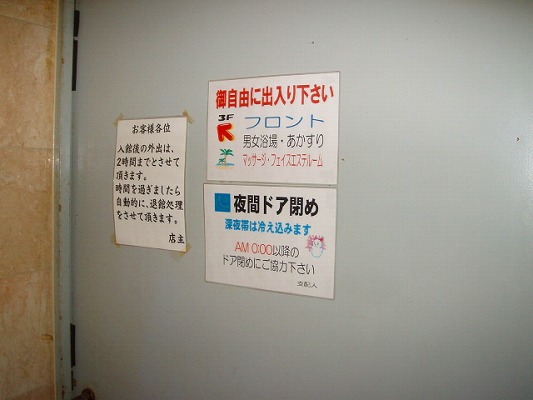 お客様各位
入館後の外出は、
2時間までとさせて
頂きます。
時間を過ぎましたら
自動的に、退館処理
をさせて頂きます。
店主
御自由に出入り下さい
3F
フロント
男女浴場・あかすり
マッサージ・フェイスエステルーム
夜間ドア閉め
深夜帯は冷え込みます
AM 0:00以降の
ドア閉めにご協力下さい
支配人